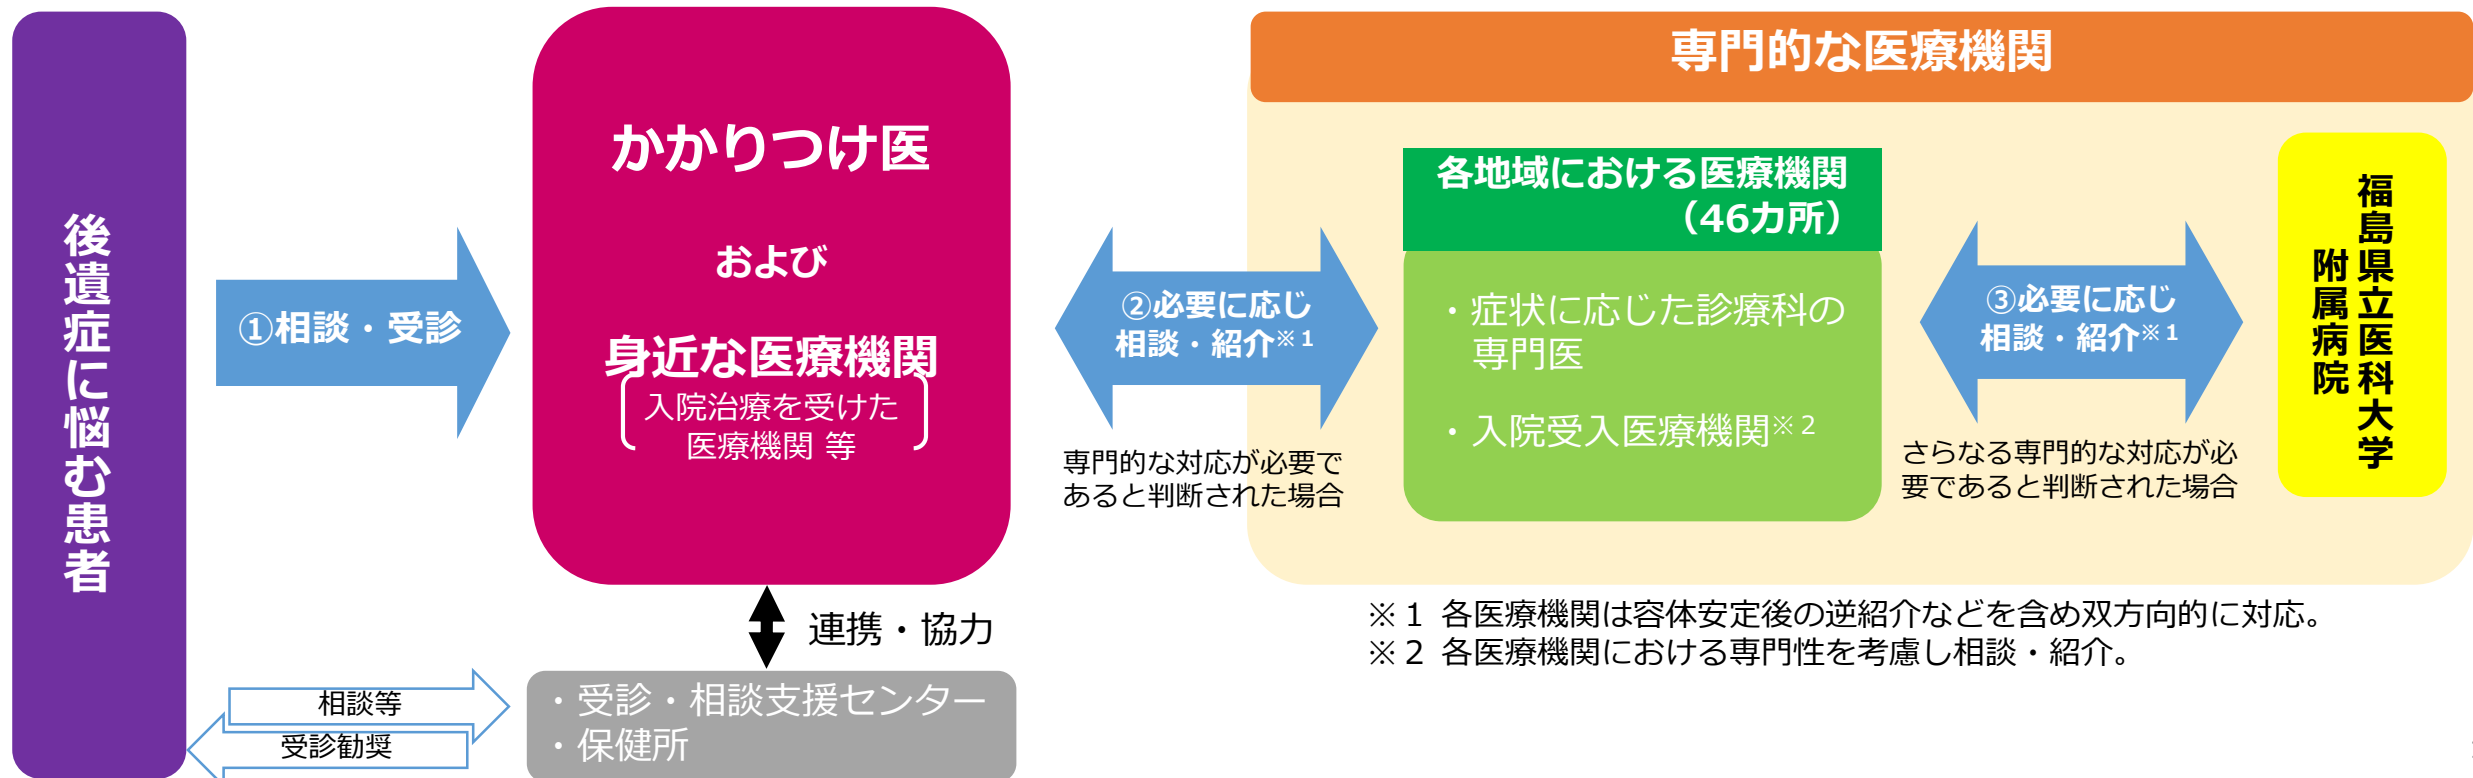 後遺症に悩む患者
①相談・受診
かかりつけ医
および
身近な医療機関
入院治療を受けた
医療機関 等
②必要に応じ
相談・紹介※1
専門的な対応が必要で
あると判断された場合
専門的な医療機関
各地域における医療機関
（46カ所）
・症状に応じた診療科の
専門医
・入院受入医療機関※2
③必要に応じ
相談・紹介※1
さらなる専門的な対応が必
要であると判断された場合
福島県立医科大学
附属病院
※1 各医療機関は容体安定後の逆紹介などを含め双方向的に対応。
※2 各医療機関における専門性を考慮し相談・紹介。
連携・協力
相談等
受診勧奨
・受診・相談支援センター
・保健所